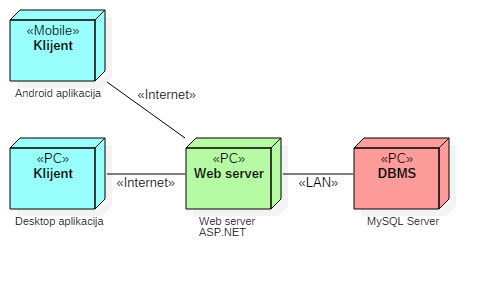 «Mobile»
Klijent
Android aplikacija
«Internet»
«PC»
Klijent
Desktop aplikacija
«Internet»
«PC»
Web server
Web server
ASP.NET
«LAN»
«PC»
DBMS
MySQL Server